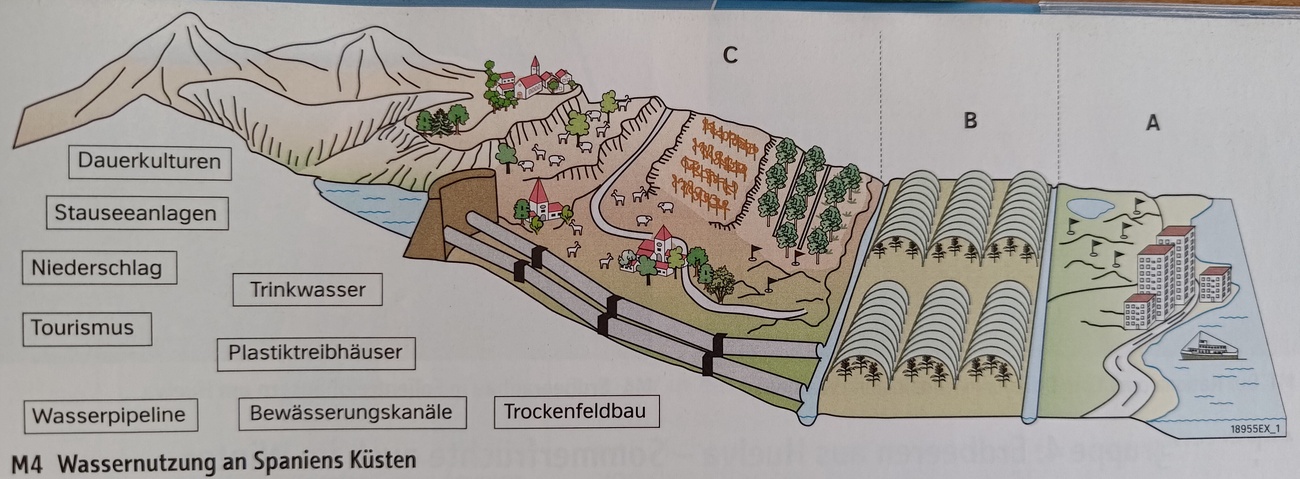 C
B
A
Dauerkulturen
Stauseeanlagen
Niederschlag
Trinkwasser
Tourismus
Plastiktreibhäuser
Wasserpipeline
Bewässerungskanäle
Trockenfeldbau
18955EX_1
M4 Wassernutzung an Spaniens Küsten